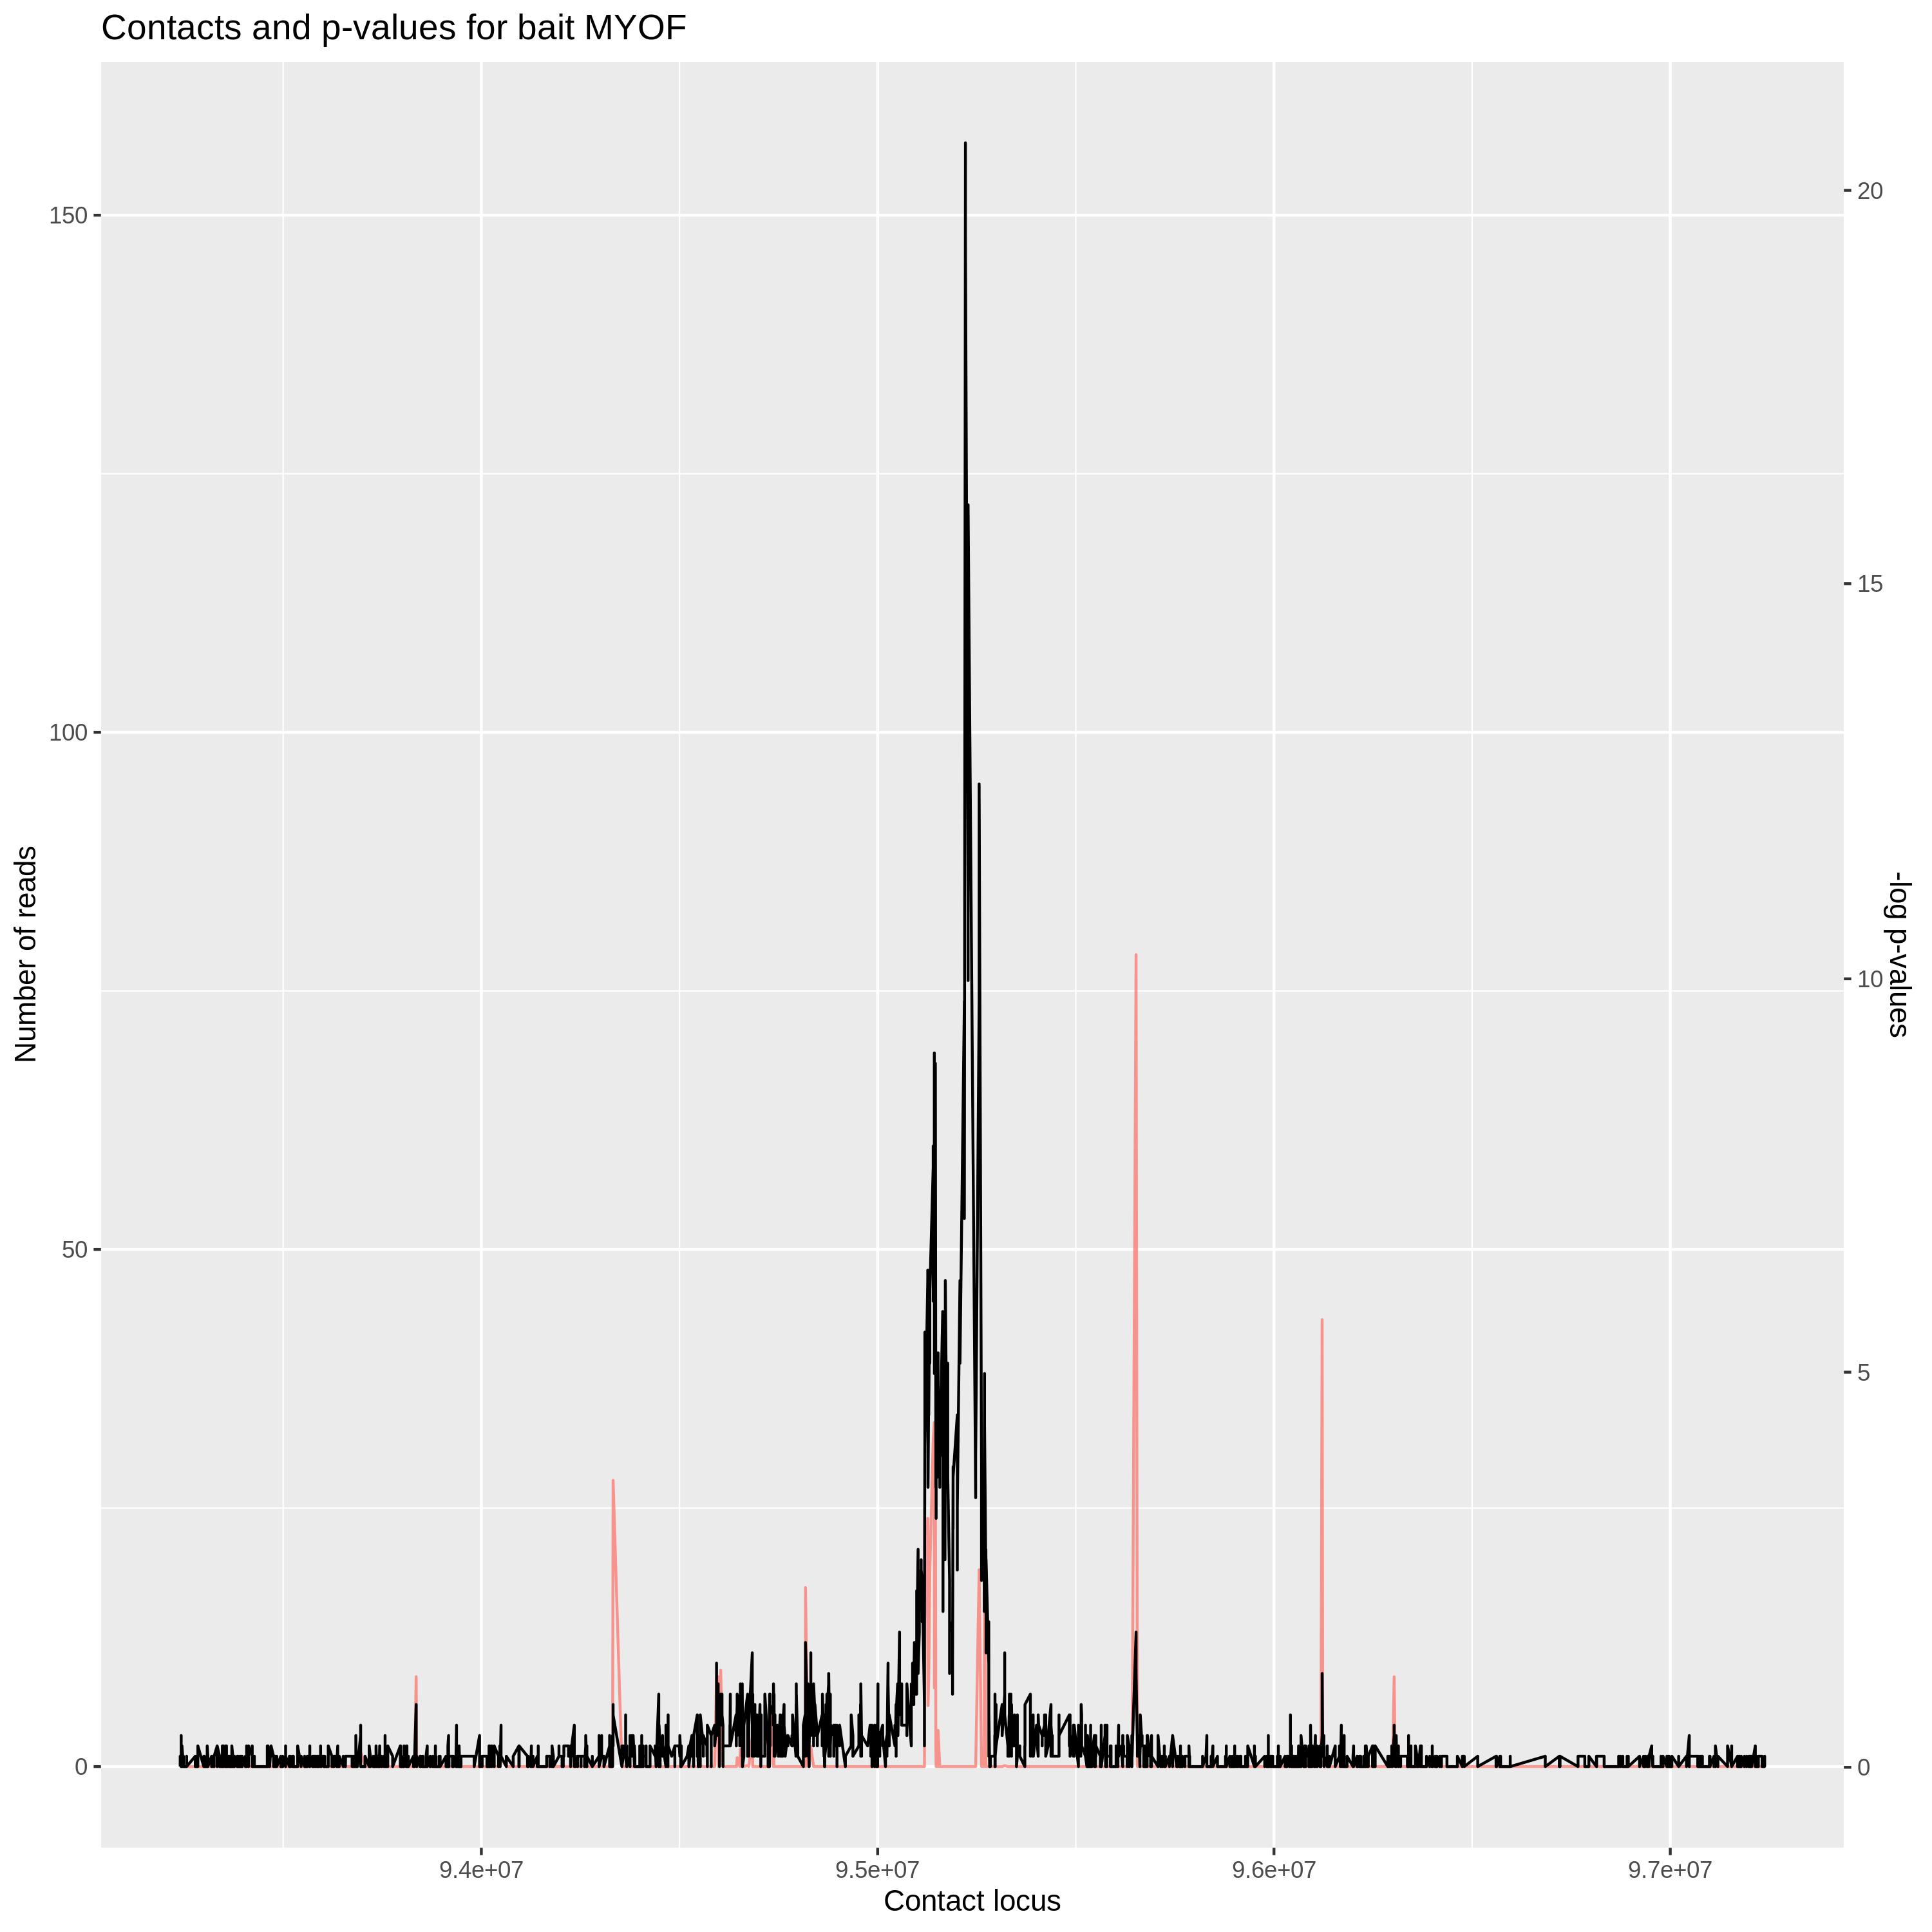 Contacts and p-values for bait MYOF
150
100
50
0
Number of reads
20
15
10
5
0
-log p-values
9.4e+07
9.5e+07
9.6e+07
9.7e+07
Contact locus